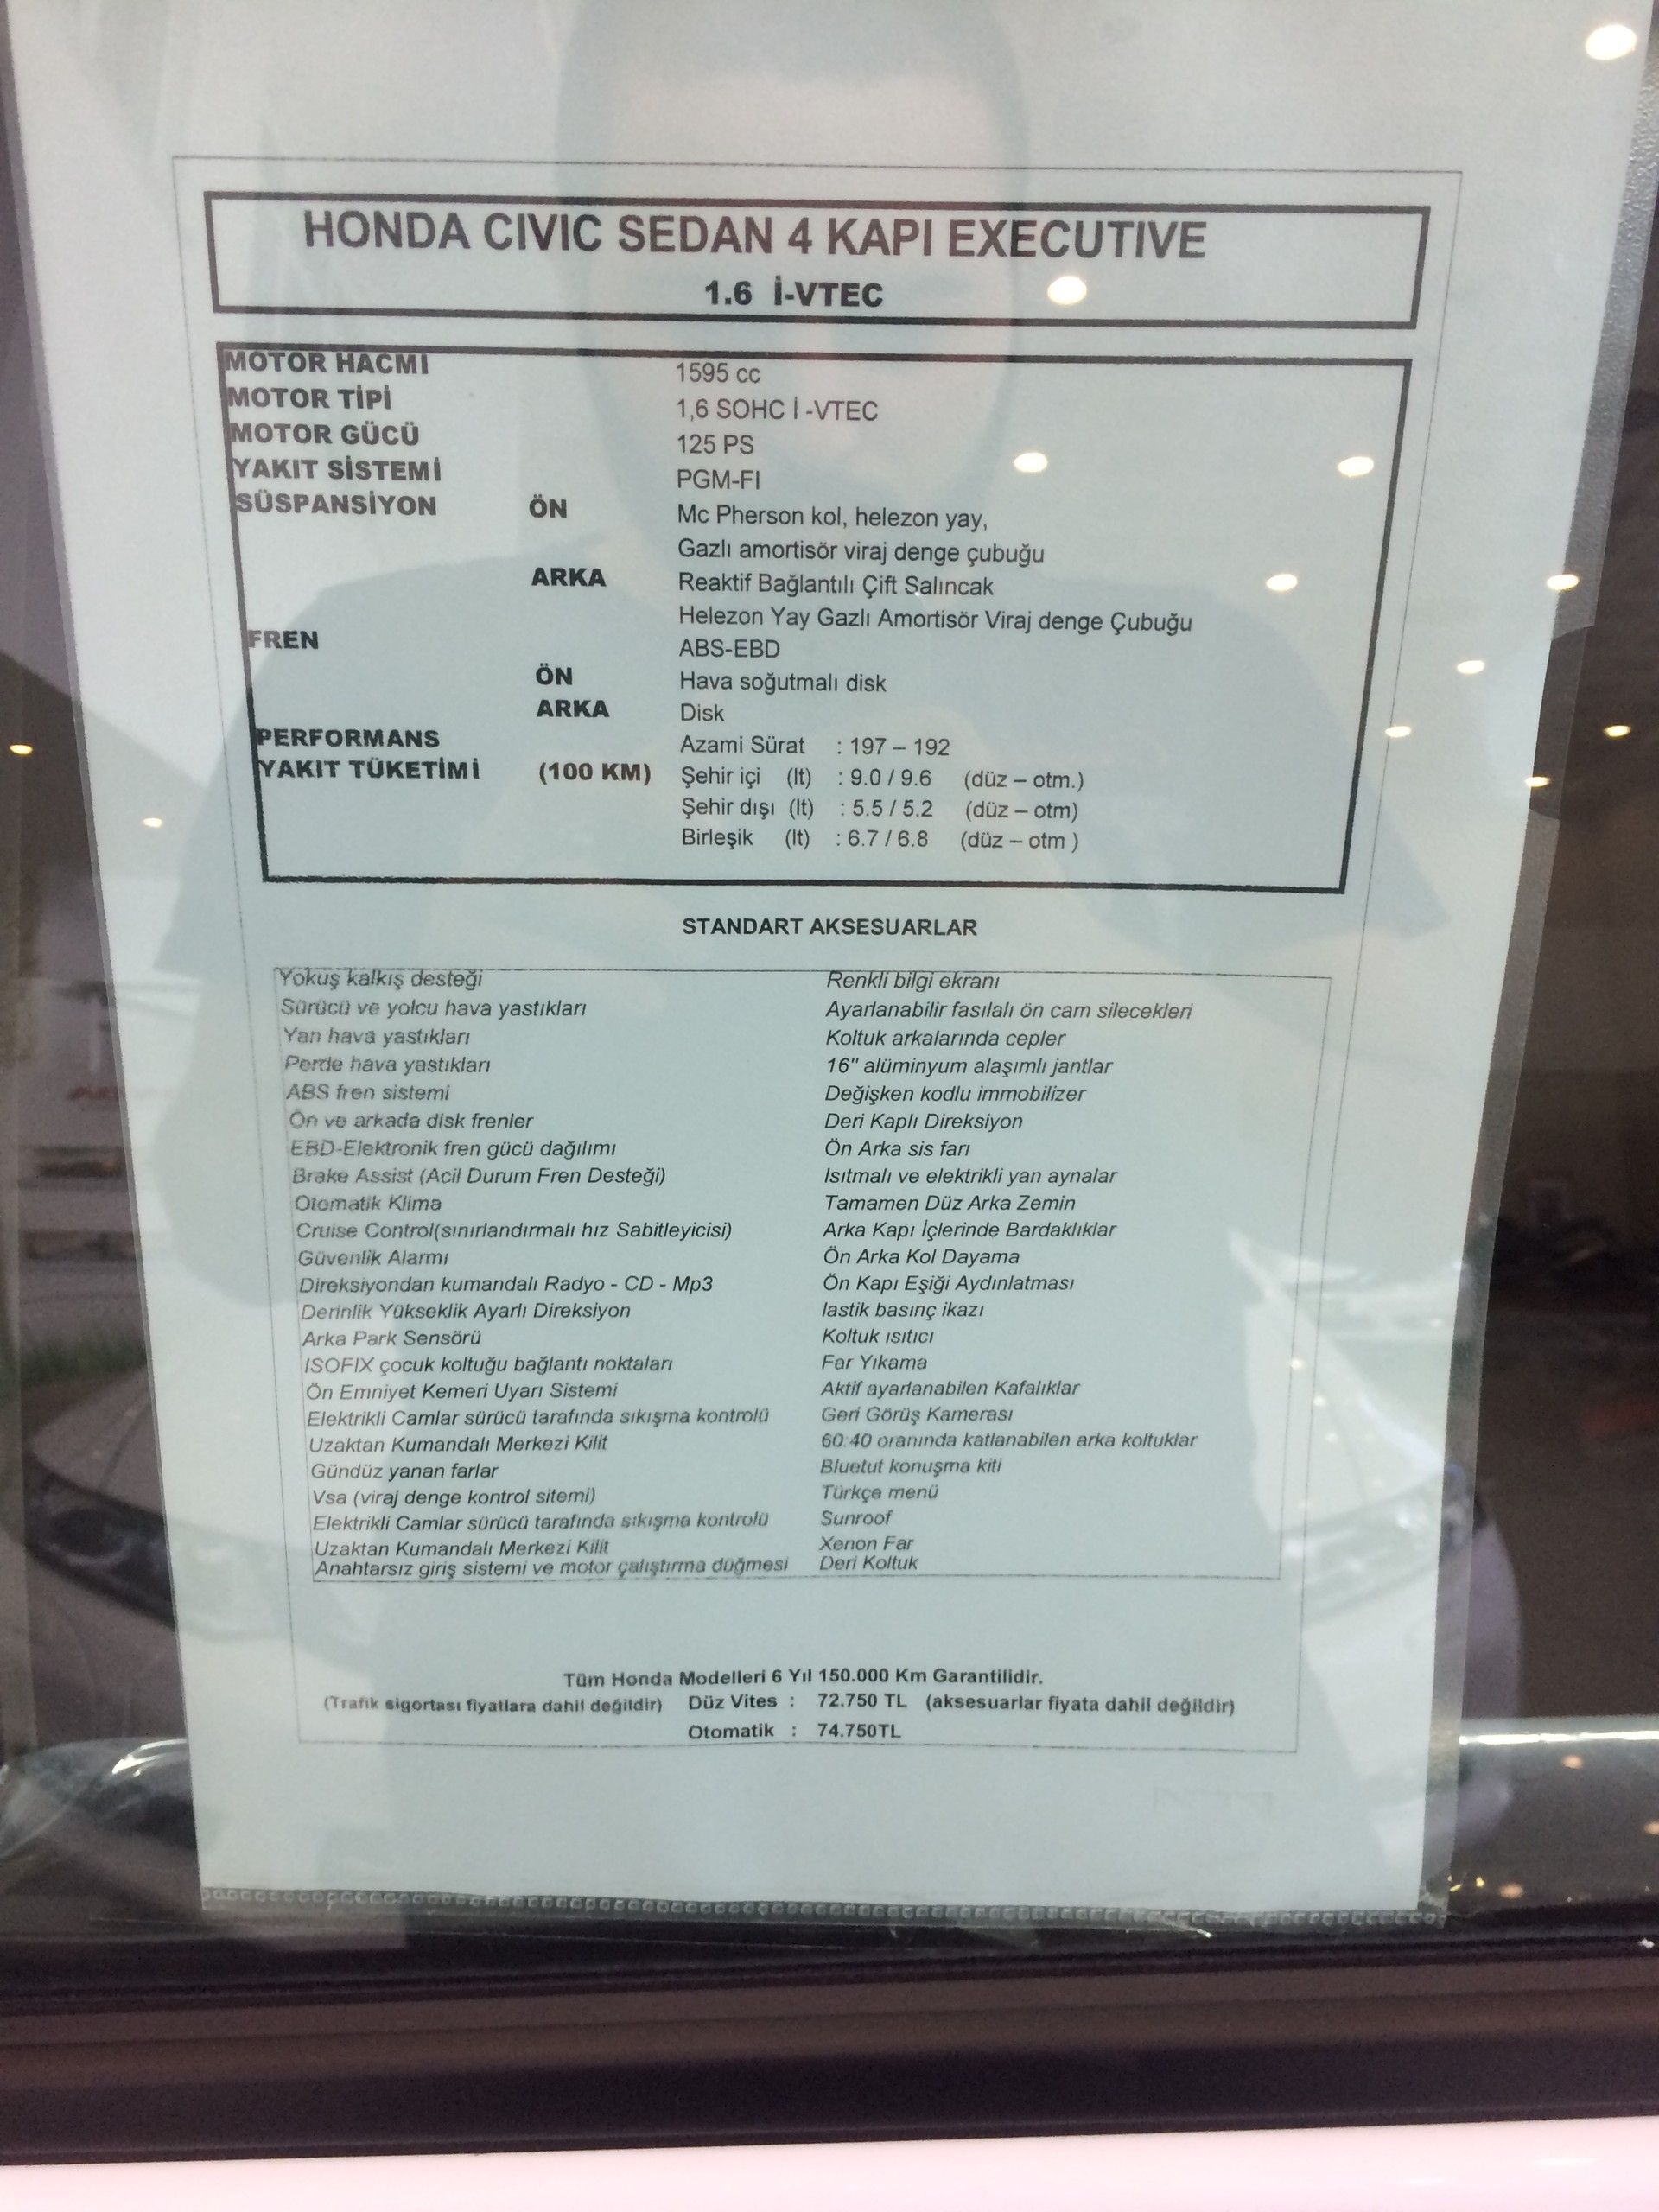 HONDA CIVIC SEDAN 4 KAPI EXECUTIVE
1.6 İ-VTEC
MOTOR HACMİ 1595 cc
MOTOR TİPİ 1,6 SOHC İ -VTEC
MOTOR GÜCÜ 125 PS
YAKIT SİSTEMİ PGM-FI
SÜSPANSİYON ÖN Mc Pherson kol, helezon yay,
Gazlı amortisör viraj denge çubuğu
ARKA Reaktif Bağlantılı Çift Salıncak
Helezon Yay Gazlı Amortisör Viraj denge Çubuğu
FREN ABS-EBD
ÖN Hava soğutmalı disk
ARKA Disk
PERFORMANS Azami Sürat : 197 – 192
YAKIT TÜKETİMİ (100 KM) Şehir içi (lt) : 9.0 / 9.6 (düz – otm.)
Şehir dışı (lt) : 5.5 / 5.2 (düz – otm)
Birleşik (lt) : 6.7 / 6.8 (düz – otm )
STANDART AKSESUARLAR
Yokuş kalkış desteği Renkli bilgi ekranı
Sürücü ve yolcu hava yastıkları Ayarlanabilir fasılalı ön cam silecekleri
Yan hava yastıkları Koltuk arkalarında cepler
Perde hava yastıkları 16" alüminyum alaşımlı jantlar
ABS fren sistemi Değişken kodlu immobilizer
Ön ve arkada disk frenler Deri Kaplı Direksiyon
EBD-Elektronik fren gücü dağılımı Ön Arka sis farı
Brake Assist (Acil Durum Fren Desteği) Isıtmalı ve elektrikli yan aynalar
Otomatik Klima Tamamen Düz Arka Zemin
Cruise Control(sınırlandırmalı hız Sabitleyicisi) Arka Kapı İçlerinde Bardaklıklar
Güvenlik Alarmı Ön Arka Kol Dayama
Direksiyondan kumandalı Radyo - CD - Mp3 Ön Kapı Eşiği Aydınlatması
Derinlik Yükseklik Ayarlı Direksiyon lastik basınç ikazı
Arka Park Sensörü Koltuk ısıtıcı
ISOFIX çocuk koltuğu bağlantı noktaları Far Yıkama
Ön Emniyet Kemeri Uyarı Sistemi Aktif ayarlanabilen Kafalıklar
Elektrikli Camlar sürücü tarafında sıkışma kontrolü Geri Görüş Kamerası
Uzaktan Kumandalı Merkezi Kilit 60:40 oranında katlanabilen arka koltuklar
Gündüz yanan farlar Bluetut konuşma kiti
Vsa (viraj denge kontrol sitemi) Türkçe menü
Elektrikli Camlar sürücü tarafında sıkışma kontrolü Sunroof
Uzaktan Kumandalı Merkezi Kilit Xenon Far
Anahtarsız giriş sistemi ve motor çalıştırma düğmesi Deri Koltuk
Tüm Honda Modelleri 6 Yıl 150.000 Km Garantilidir.
(Trafik sigortası fiyatlara dahil değildir) Düz Vites : 72.750 TL (aksesuarlar fiyata dahil değildir)
Otomatik : 74.750TL